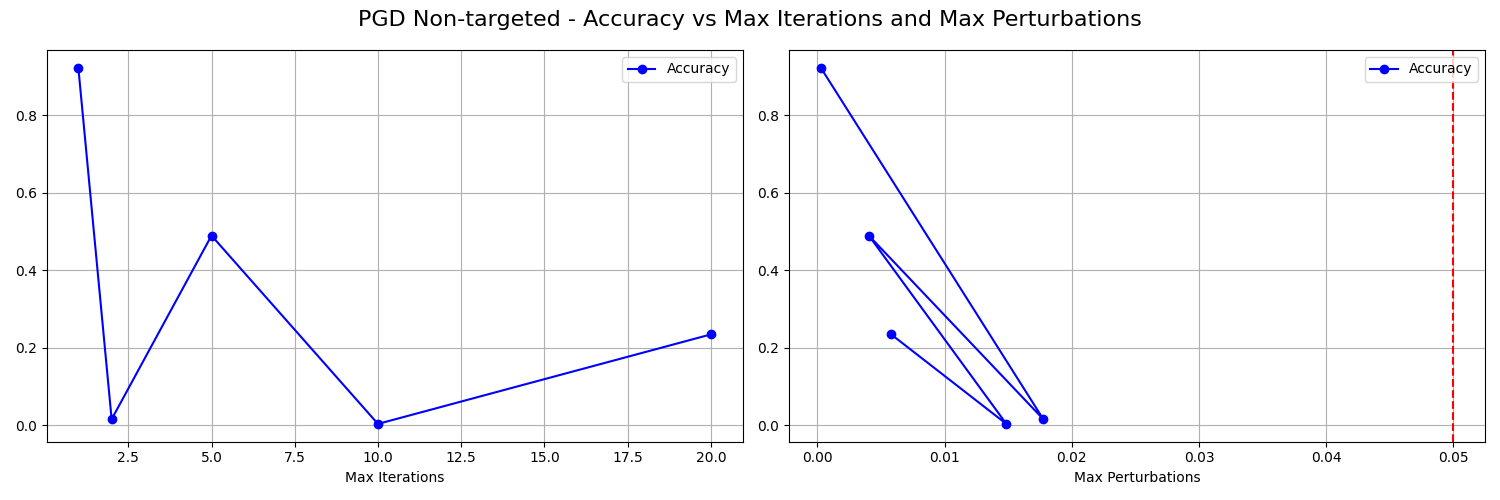 PGD Non-targeted - Accuracy vs Max Iterations and Max Perturbations
Accuracy
0.8
0.6
0.4
0.2
0.0
2.5 5.0 7.5 10.0 12.5 15.0 17.5 20.0
Max Iterations
Accuracy
0.8
0.6
0.4
0.2
0.0
0.00 0.01 0.02 0.03 0.04 0.05
Max Perturbations